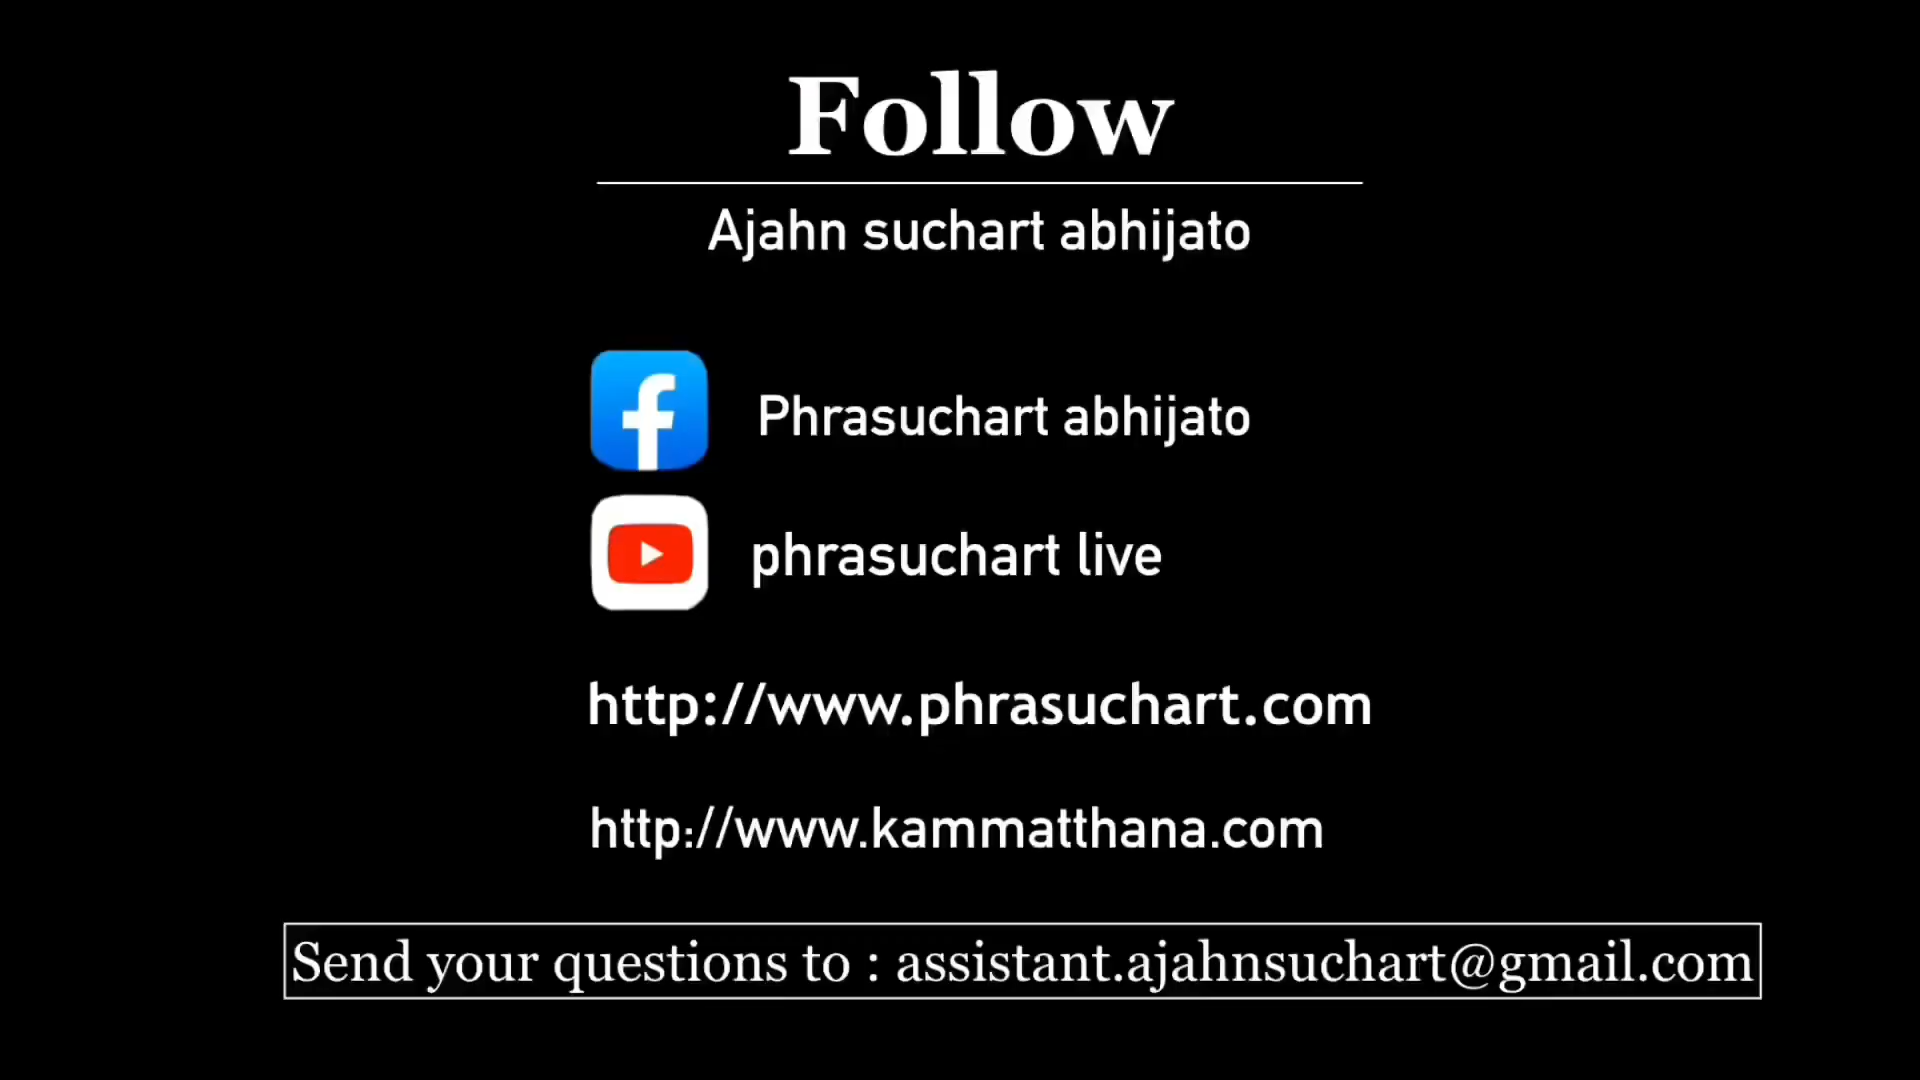 Follow
Ajahn suchart abhijato
Phrasuchart abhijato
phrasuchart live
http://www.phrasuchart.com
http://www.kammatthana.com
Send your questions to : assistant.ajahnsuchart@gmail.com